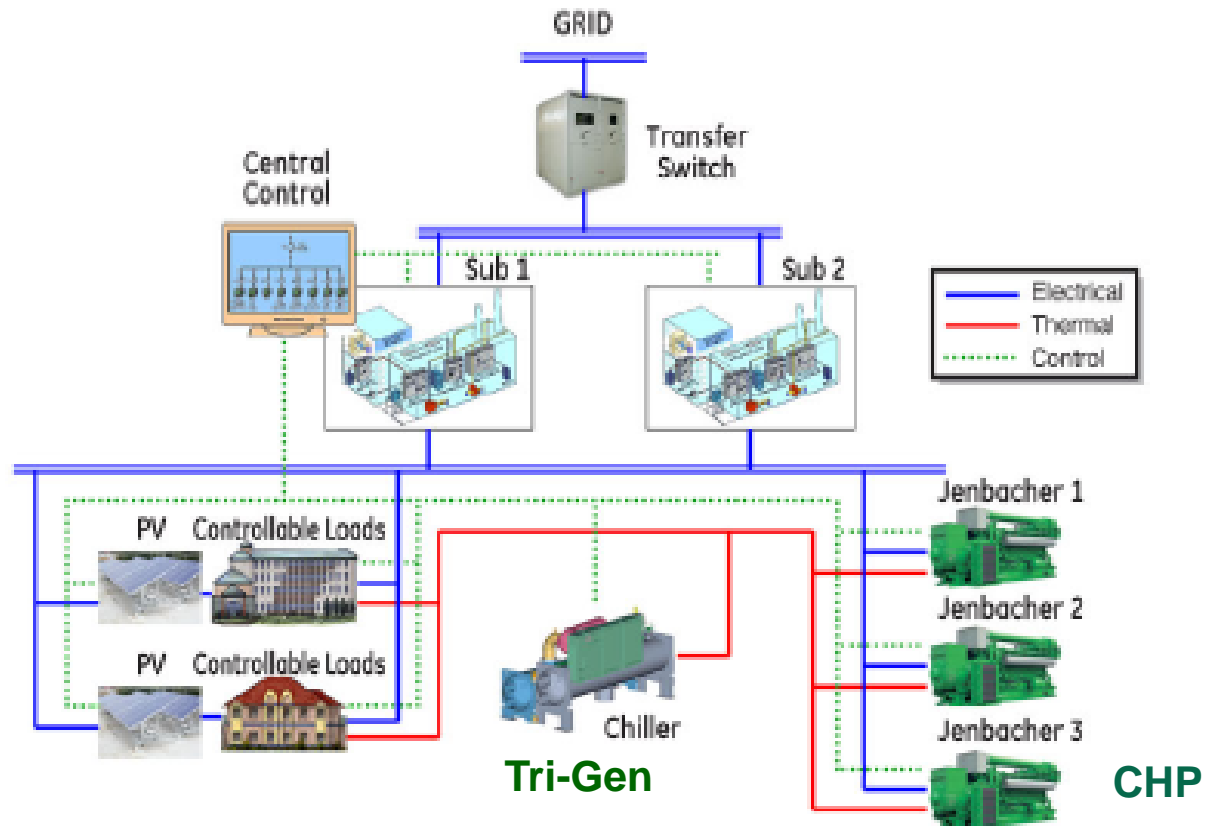 GRID
Transfer
Switch
Central
Control
Sub 1
Sub 2
Electrical
Thermal
Control
PV
Controllable Loads
Jenbacher 1
PV
Controllable Loads
Jenbacher 2
Chiller
Jenbacher 3
Tri-Gen
CHP